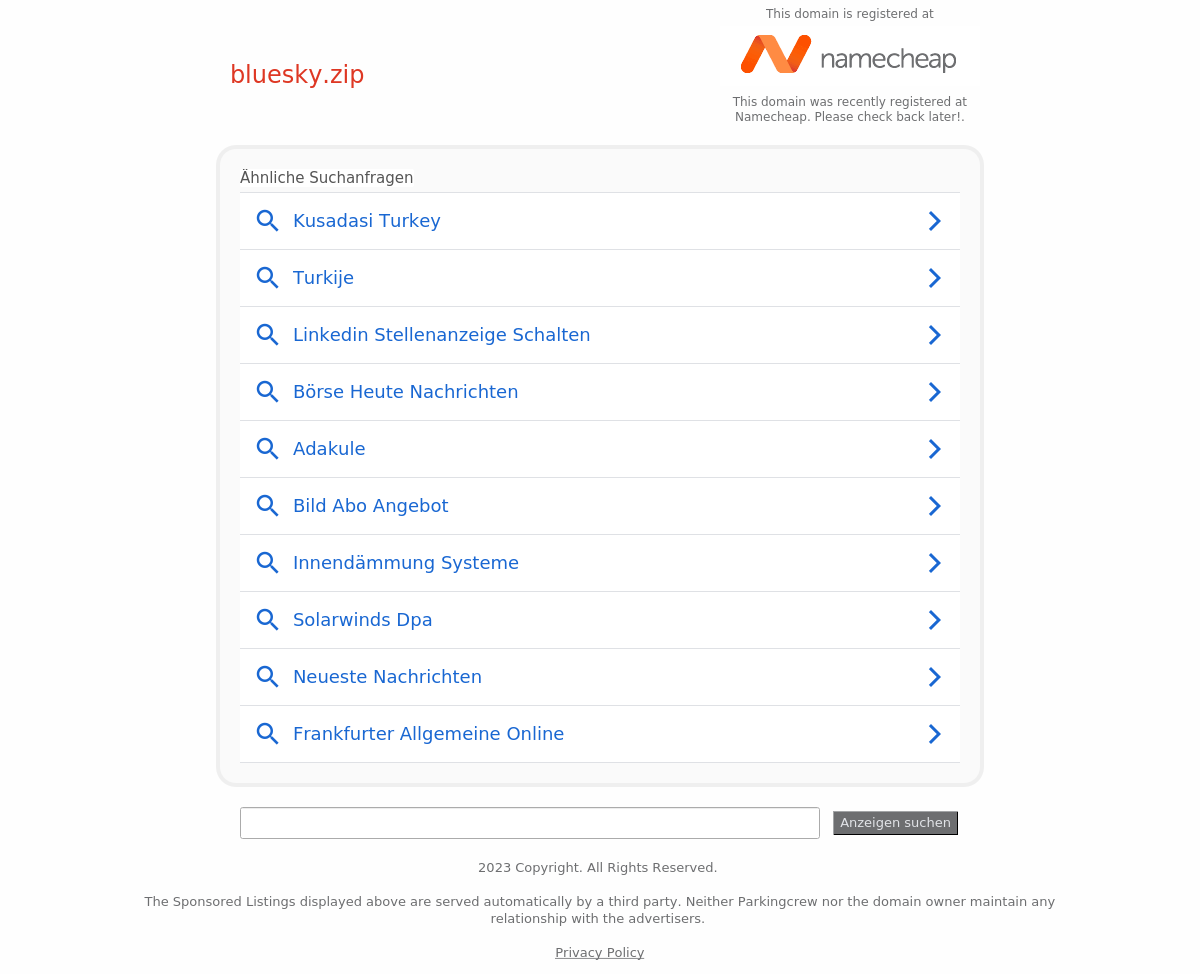 This domain is registered at
namecheap
bluesky.zip
This domain was recently registered at
Namecheap. Please check back later!.
Ähnliche Suchanfragen
Kusadasi Turkey
Turkije
Linkedin Stellenanzeige Schalten
Börse Heute Nachrichten
Adakule
Bild Abo Angebot
Innendämmung Systeme
Solarwinds Dpa
Neueste Nachrichten
Frankfurter Allgemeine Online
Anzeigen suchen
2023 Copyright. All Rights Reserved.
The Sponsored Listings displayed above are served automatically by a third party. Neither Parkingcrew nor the domain owner maintain any
relationship with the advertisers.
Privacy Policy